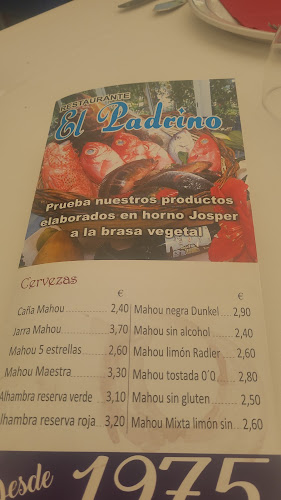 RESTAURANTE
El Padrino
Prueba nuestros productos
elaborados en horno Josper
a la brasa vegetal
Cervezas
€
Caña Mahou 2,40
Jarra Mahou 3,70
Mahou 5 estrellas 2,60
Mahou Maestra 3,30
Alhambra reserva verde 3,10
Alhambra reserva roja 3,20
€
Mahou negra Dunkel 2,90
Mahou sin alcohol 2,40
Mahou limón Radler 2,60
Mahou tostada 0´0 2,80
Mahou sin gluten 2,50
Mahou Mixta limón sin 2,60
Desde 1975